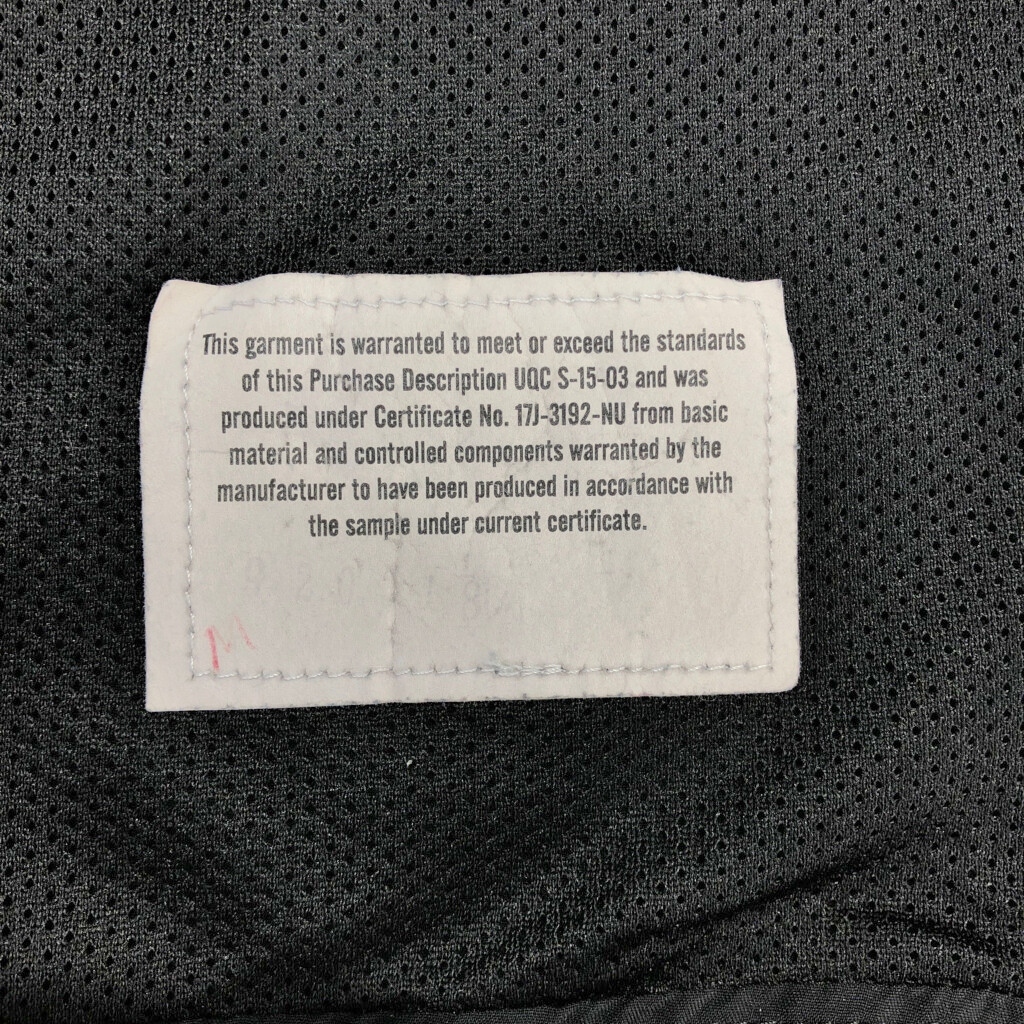 This garment is warranted to meet or exceed the standards
of this Purchase Description UQC S-15-03 and was
produced under Certificate No. 17J-3192-NU from basic
material and controlled components warranted by the
manufacturer to have been produced in accordance with
the sample under current certificate.
M